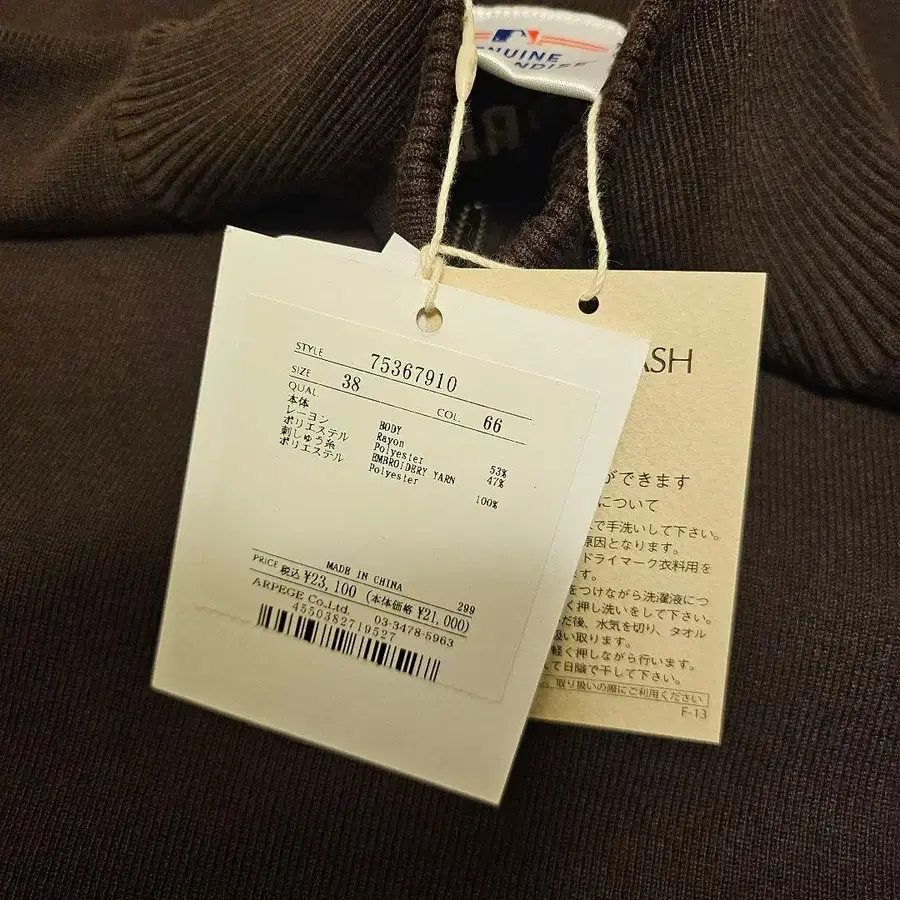 NUINE
NDISE
STYLE 75367910
SIZE 38 COL. 66
QUAL.
本体 BODY
レーヨン Rayon 53%
ポリエステル Polyester 47%
刺しゅう糸 EMBROIDERY YARN
ポリエステル Polyester 100%
MADE IN CHINA 299
PRICE 税込 ¥23,100 (本体価格 ¥21,000)
ARPEGE Co.,Ltd. 03-3478-5963
4550382719527
ASH
ができます
について
で手洗いして下さい。
原因となります。
ドライマーク衣料用を
ます。
をつけながら洗濯液につ
く押し洗いをして下さい。
だ後、水気を切り、タオル
吸い取ります。
軽く押しながら行います。
て日陰で干して下さい。
取り扱いの際にご利用ください
F-13